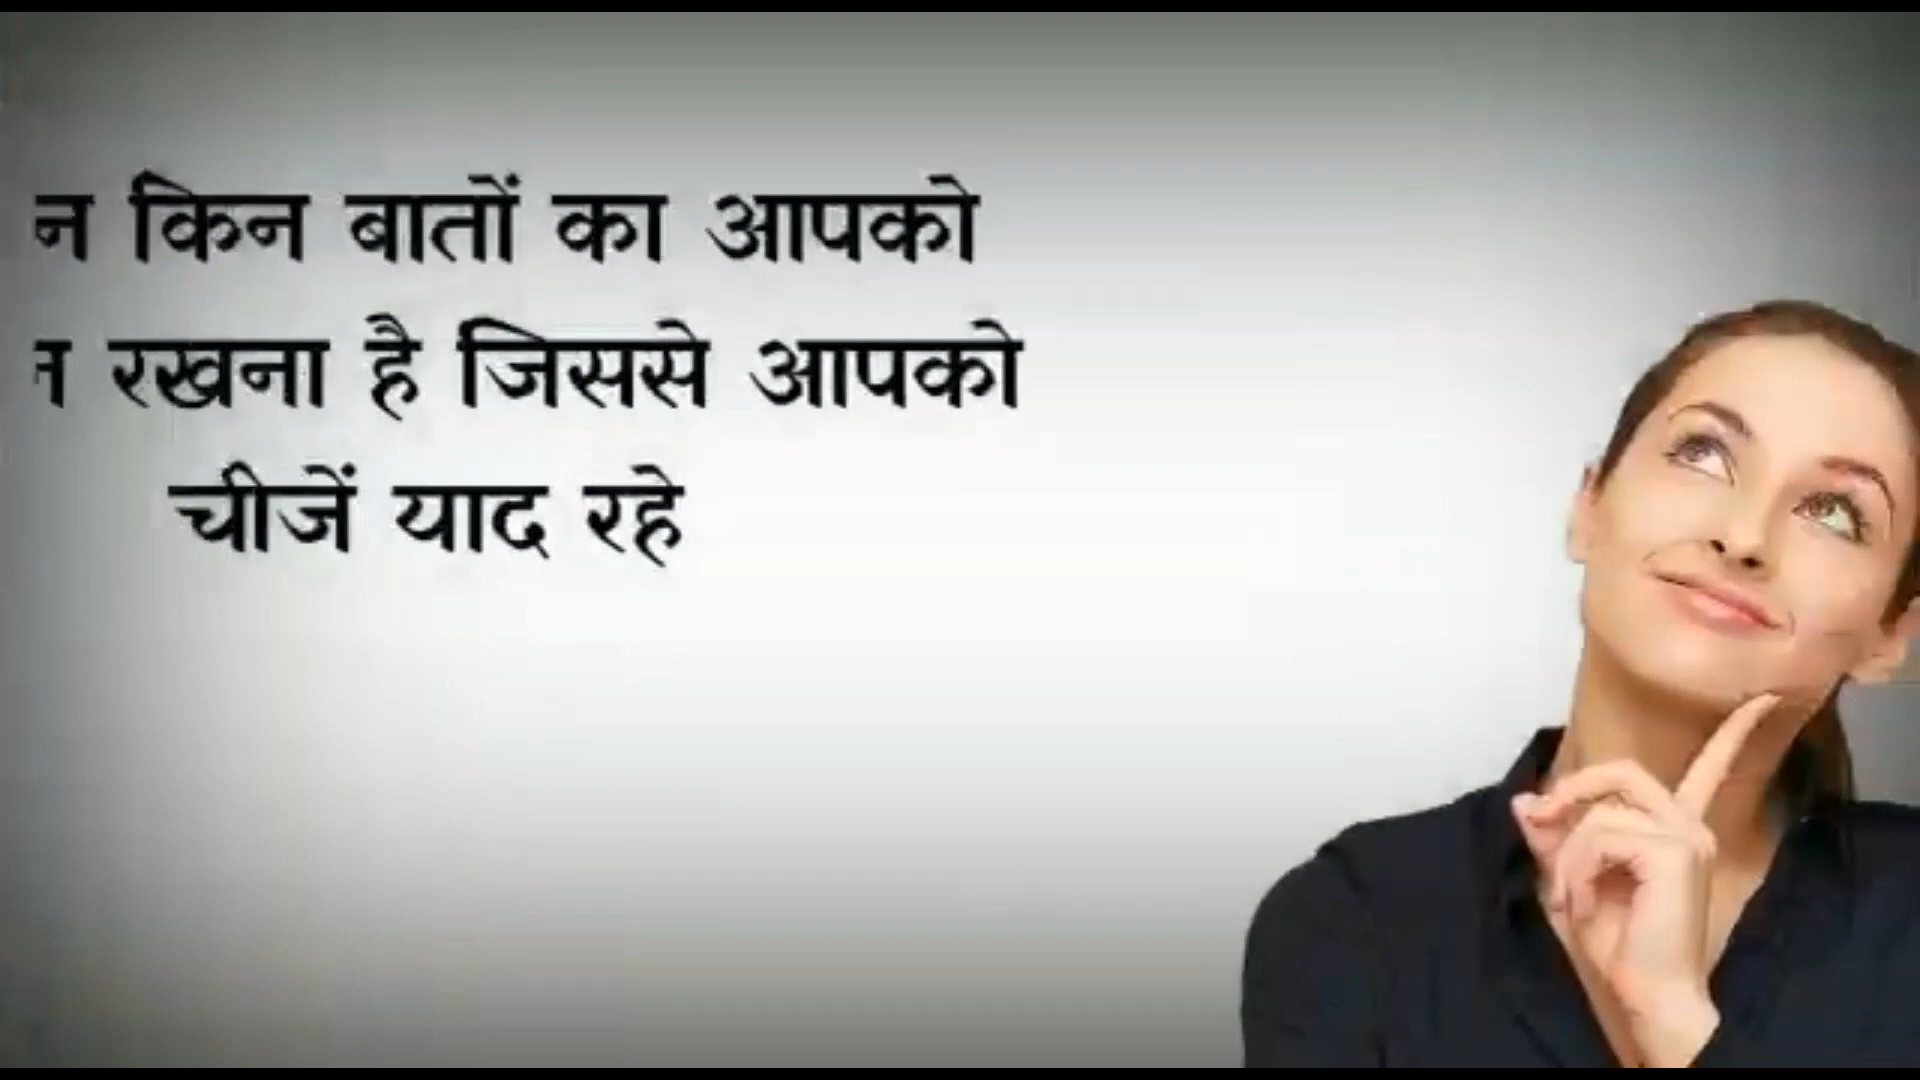 न किन बातों का आपको
रखना है जिससे आपको
चीजें याद रहे